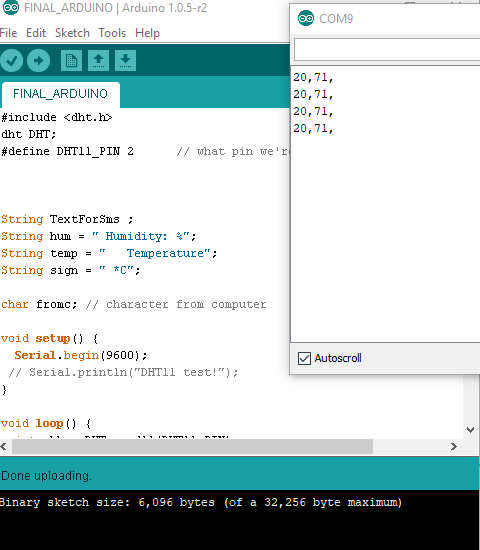 FINAL_ARDUINO | Arduino 1.0.5-r2
File Edit Sketch Tools Help
FINAL_ARDUINO
#include <dht.h>
dht DHT;
#define DHT11_PIN 2 // what pin we're
String TextForSms ;
String hum = " Humidity: %";
String temp = " Temperature";
String sign = " *C";
char fromc; // character from computer
void setup() {
Serial.begin(9600);
// Serial.println("DHT11 test!");
}
void loop() {
COM9
20,71,
20,71,
20,71,
20,71,
Autoscroll
Done uploading.
Binary sketch size: 6,096 bytes (of a 32,256 byte maximum)